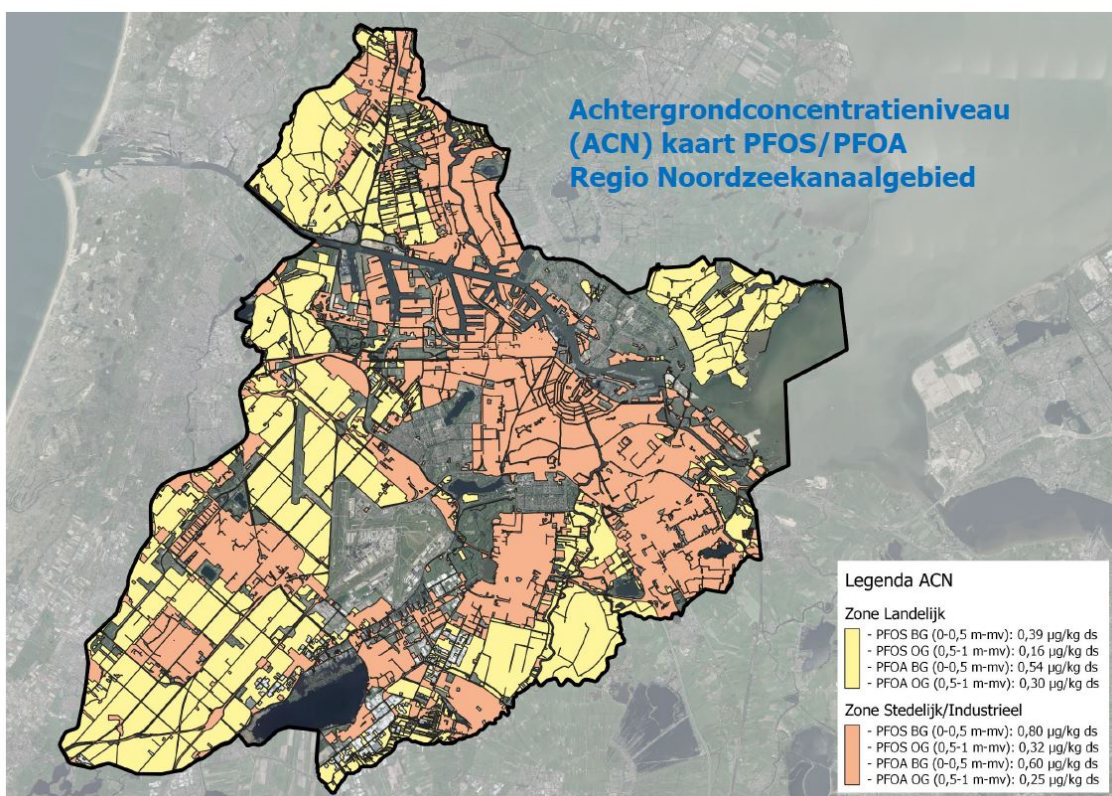 Achtergrondconcentratieniveau
(ACN) kaart PFOS/PFOA
Regio Noordzeekanaalgebied
Legenda ACN
Zone Landelijk
- PFOS BG (0-0,5 m-mv): 0,39 µg/kg ds
- PFOS OG (0,5-1 m-mv): 0,16 µg/kg ds
- PFOA BG (0-0,5 m-mv): 0,54 µg/kg ds
- PFOA OG (0,5-1 m-mv): 0,30 µg/kg ds
Zone Stedelijk/Industrieel
- PFOS BG (0-0,5 m-mv): 0,80 µg/kg ds
- PFOS OG (0,5-1 m-mv): 0,32 µg/kg ds
- PFOA BG (0-0,5 m-mv): 0,60 µg/kg ds
- PFOA OG (0,5-1 m-mv): 0,25 µg/kg ds